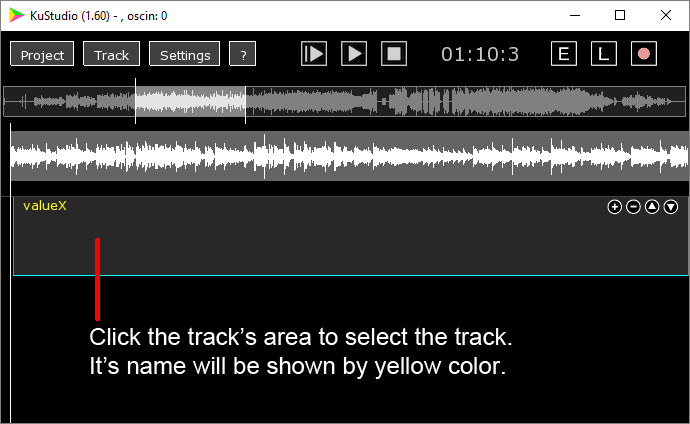 KuStudio (1.60) - , oscin: 0
Project Track Settings ? 01:10:3 E L
valueX
Click the track's area to select the track.
It's name will be shown by yellow color.